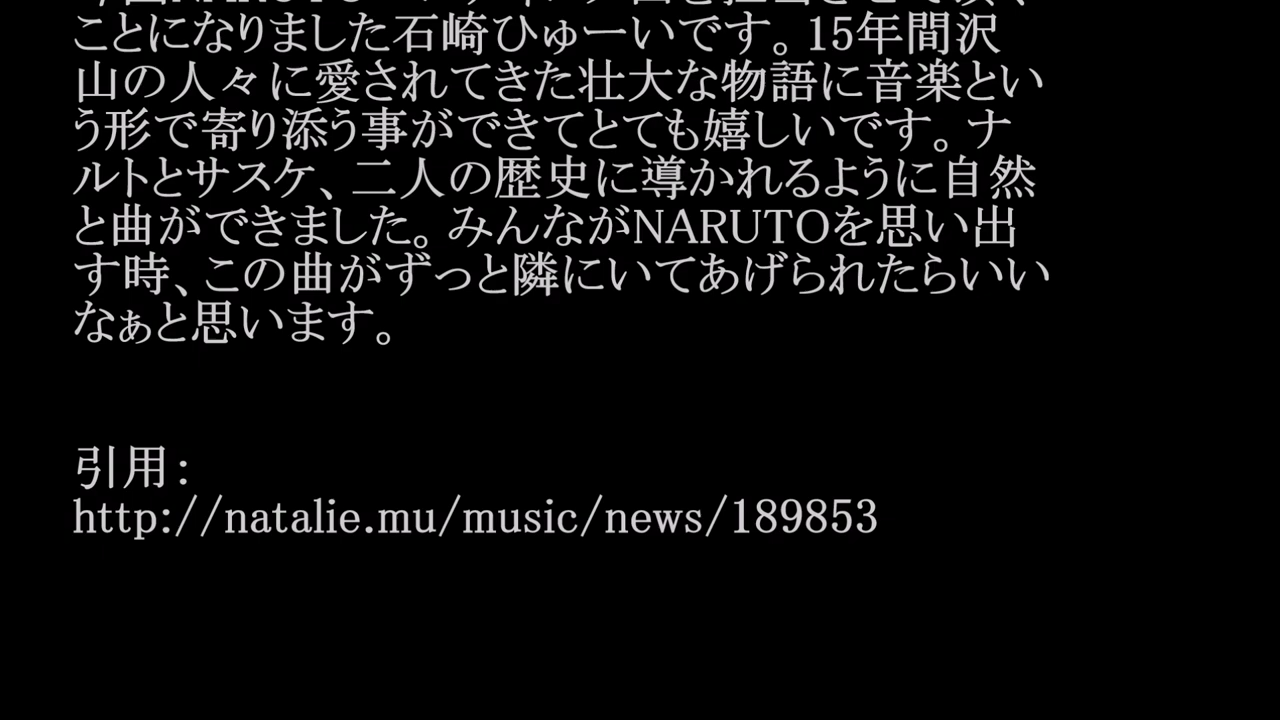 ことになりました石崎ひゅーいです。15年間沢
山の人々に愛されてきた壮大な物語に音楽とい
う形で寄り添う事ができてとても嬉しいです。ナ
ルトとサスケ、二人の歴史に導かれるように自然
と曲ができました。みんながNARUTOを思い出
す時、この曲がずっと隣にいてあげられたらいい
なぁと思います。
引用：
http://natalie.mu/music/news/189853